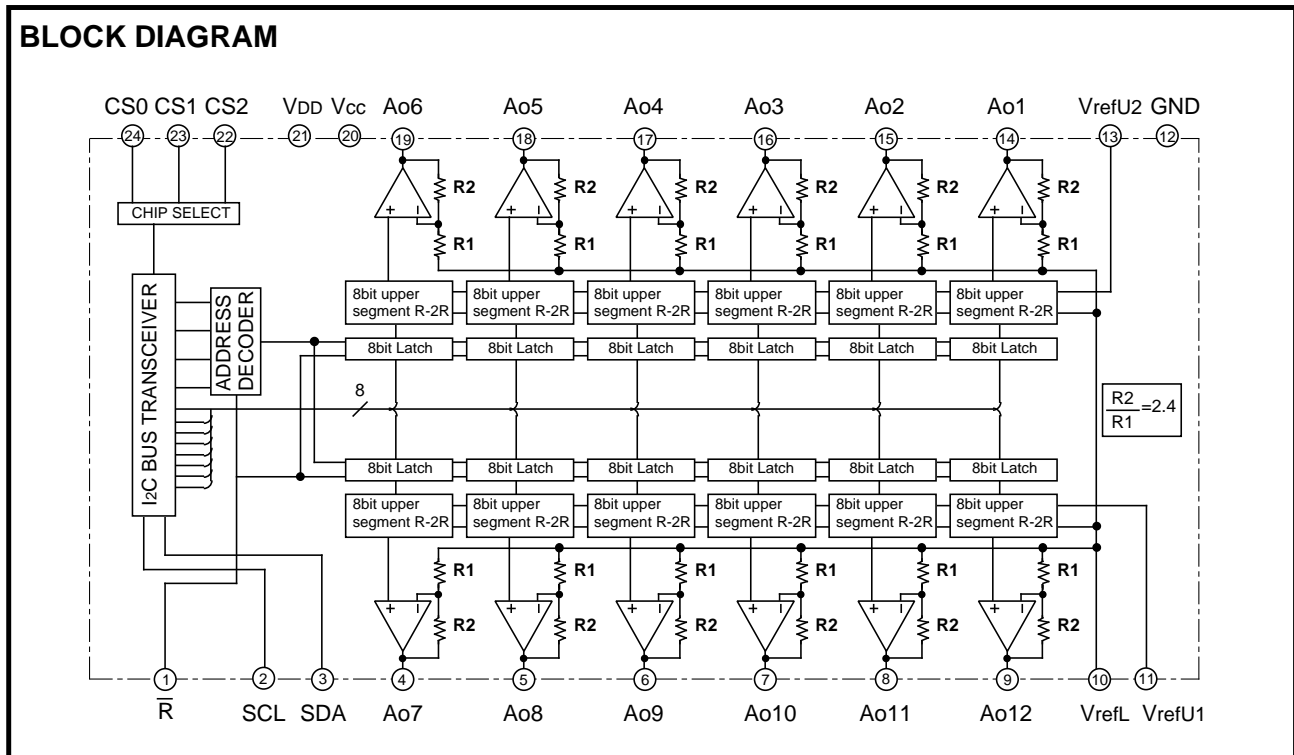 BLOCK DIAGRAM
CS0 CS1 CS2 VDD Vcc Ao6 Ao5 Ao4 Ao3 Ao2 Ao1 VrefU2 GND
24 23 22 21 20 19 18 17 16 15 14 13 12
R2 R2 R2 R2 R2 R2
+ − + − + − + − + − + −
CHIP SELECT
R1 R1 R1 R1 R1 R1
8bit upper 8bit upper 8bit upper 8bit upper 8bit upper 8bit upper
segment R-2R segment R-2R segment R-2R segment R-2R segment R-2R segment R-2R
I2C BUS TRANSCEIVER
ADDRESS
DECODER
8bit Latch 8bit Latch 8bit Latch 8bit Latch 8bit Latch 8bit Latch
8
R2
R1
=2.4
8bit Latch 8bit Latch 8bit Latch 8bit Latch 8bit Latch 8bit Latch
8bit upper 8bit upper 8bit upper 8bit upper 8bit upper 8bit upper
segment R-2R segment R-2R segment R-2R segment R-2R segment R-2R segment R-2R
R1 R1 R1 R1 R1 R1
+ − + − + − + − + − + −
R2 R2 R2 R2 R2 R2
1 2 3 4 5 6 7 8 9 10 11
R̅ SCL SDA Ao7 Ao8 Ao9 Ao10 Ao11 Ao12 VrefL VrefU1